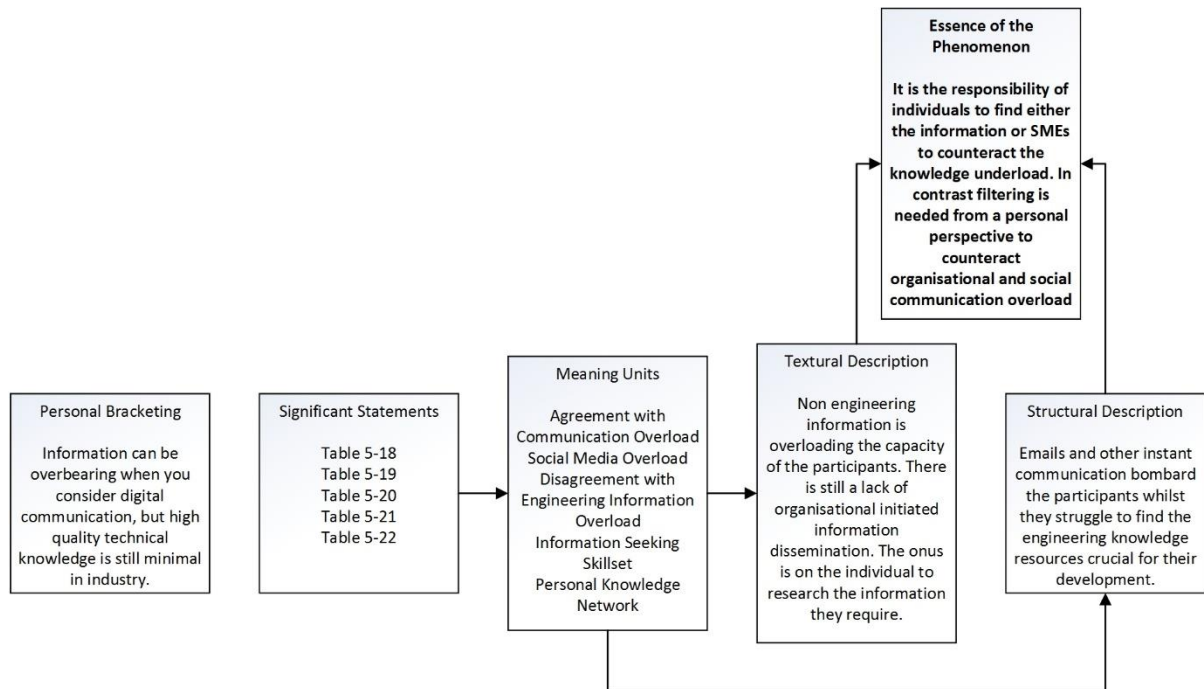 Essence of the
Phenomenon
It is the responsibility of
individuals to find either
the information or SMEs
to counteract the
knowledge underload. In
contrast filtering is
needed from a personal
perspective to
counteract
organisational and social
communication overload
Personal Bracketing
Information can be
overbearing when you
consider digital
communication, but high
quality technical
knowledge is still minimal
in industry.
Significant Statements
Table 5-18
Table 5-19
Table 5-20
Table 5-21
Table 5-22
Meaning Units
Agreement with
Communication Overload
Social Media Overload
Disagreement with
Engineering Information
Overload
Information Seeking
Skillset
Personal Knowledge
Network
Textural Description
Non engineering
information is
overloading the capacity
of the participants. There
is still a lack of
organisational initiated
information
dissemination. The onus
is on the individual to
research the information
they require.
Structural Description
Emails and other instant
communication bombard
the participants whilst
they struggle to find the
engineering knowledge
resources crucial for their
development.